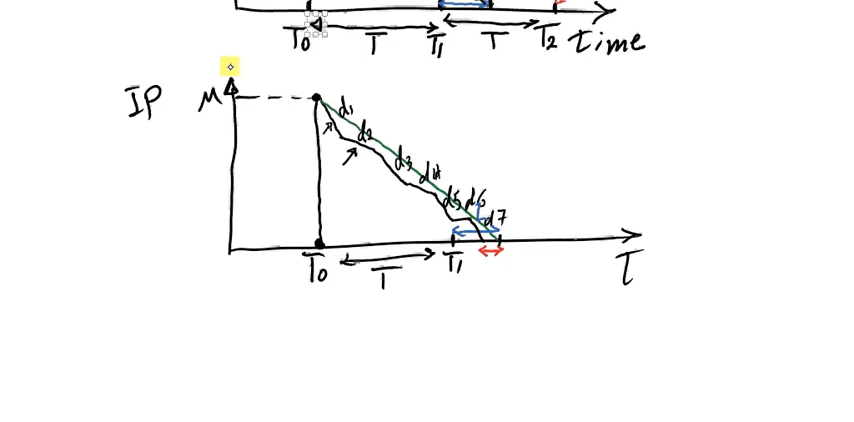 T0 T T1 T T2 time
IP M
d1
d2
d3
d4
d5 d6
d7
T0 T T1 T